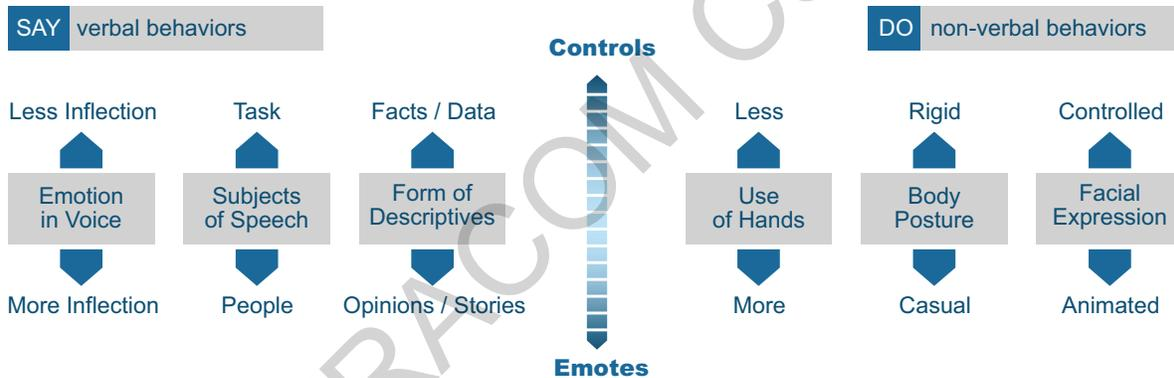 SAY verbal behaviors
DO non-verbal behaviors
Controls
Less Inflection
Task
Facts / Data
Less
Rigid
Controlled
Emotion
in Voice
Subjects
of Speech
Form of
Descriptives
Use
of Hands
Body
Posture
Facial
Expression
More Inflection
People
Opinions / Stories
More
Casual
Animated
Emotes
RACOM C